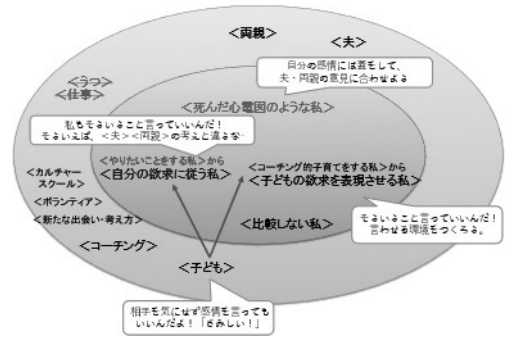 <両親>
<夫>
自分の感情には蓋をして、
夫・両親の意見に合わせよう
<うつ>
<仕事>
<死んだ心電図のような私>
私もそういうこと言っていいんだ！
そういえば、<夫><両親>の考えと違うな…
<やりたいことをする私>から
<自分の欲求に従う私>
<コーチング的子育てをする私>から
<子どもの欲求を表現させる私>
<カルチャー
スクール>
<ボランティア>
<新たな出会い・考え方>
<比較しない私>
そういうこと言っていいんだ！
言わせる環境をつくろう。
<コーチング>
<子ども>
相手を気にせず感情を言っても
いいんだよ！「さみしい！」